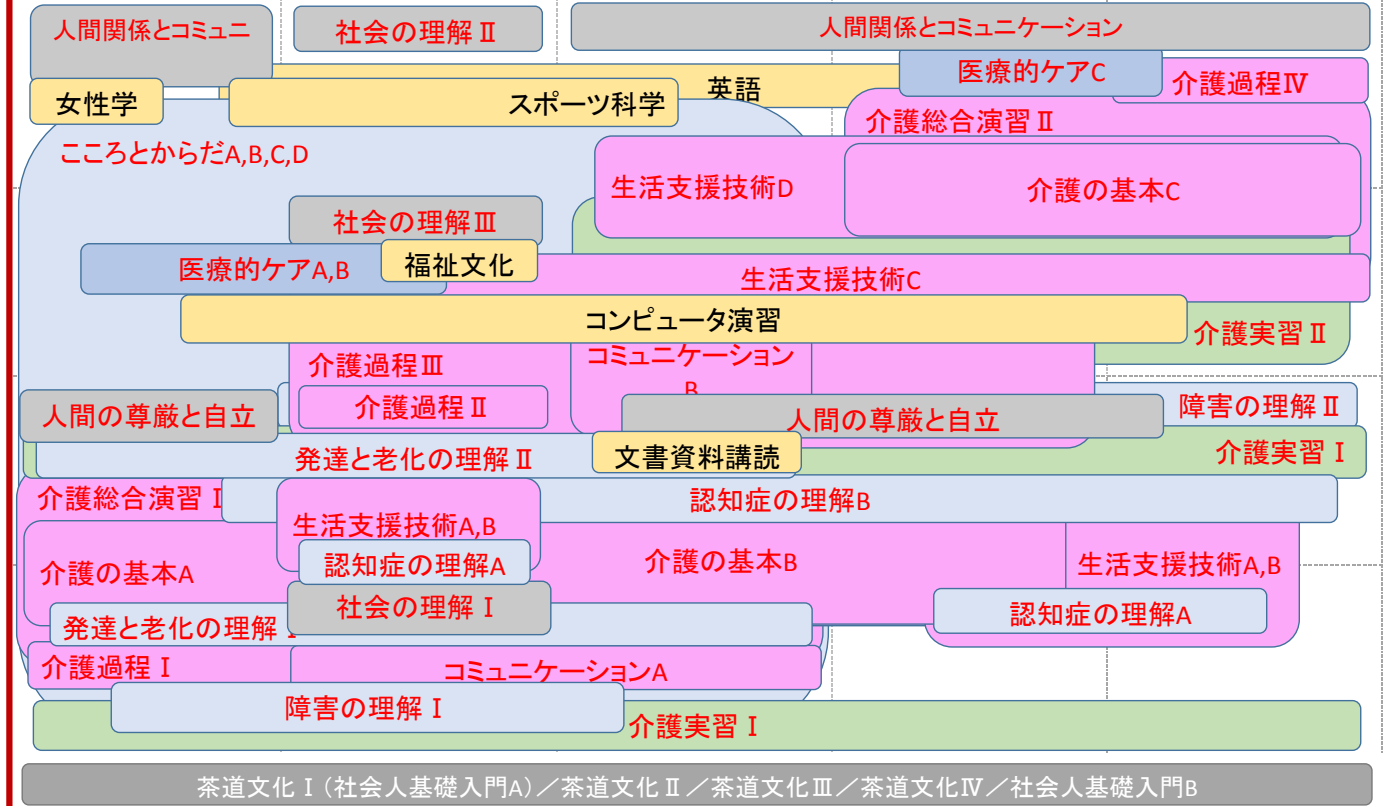 人間関係とコミュニ
社会の理解Ⅱ
人間関係とコミュニケーション
医療的ケアC
英語
介護過程Ⅳ
女性学
スポーツ科学
介護総合演習Ⅱ
こころとからだA,B,C,D
生活支援技術D
介護の基本C
社会の理解Ⅲ
医療的ケアA,B
福祉文化
生活支援技術C
コンピュータ演習
介護実習Ⅱ
介護過程Ⅲ
コミュニケーション
B
介護過程Ⅱ
人間の尊厳と自立
人間の尊厳と自立
障害の理解Ⅱ
発達と老化の理解Ⅱ
文書資料講読
介護実習Ⅰ
介護総合演習Ⅰ
認知症の理解B
生活支援技術A,B
介護の基本A
認知症の理解A
介護の基本B
生活支援技術A,B
社会の理解Ⅰ
認知症の理解A
発達と老化の理解Ⅰ
介護過程Ⅰ
コミュニケーションA
障害の理解Ⅰ
介護実習Ⅰ
茶道文化Ⅰ（社会人基礎入門A）／茶道文化Ⅱ／茶道文化Ⅲ／茶道文化Ⅳ／社会人基礎入門B